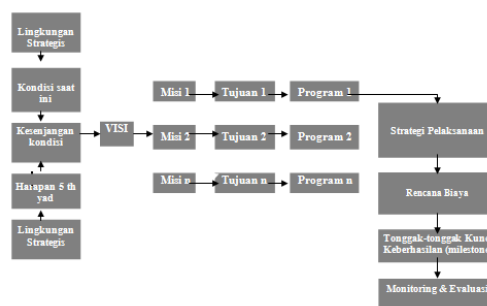 Lingkungan
Strategis
Kondisi saat
ini
Kesenjangan
kondisi
Harapan 5 th
yad
Lingkungan
Strategis
VISI
Misi 1
Tujuan 1
Program 1
Misi 2
Tujuan 2
Program 2
Misi n
Tujuan n
Program n
Strategi Pelaksanaan
Rencana Biaya
Tonggak-tonggak Kunc
Keberhasilan (milestone
Monitoring & Evaluasi